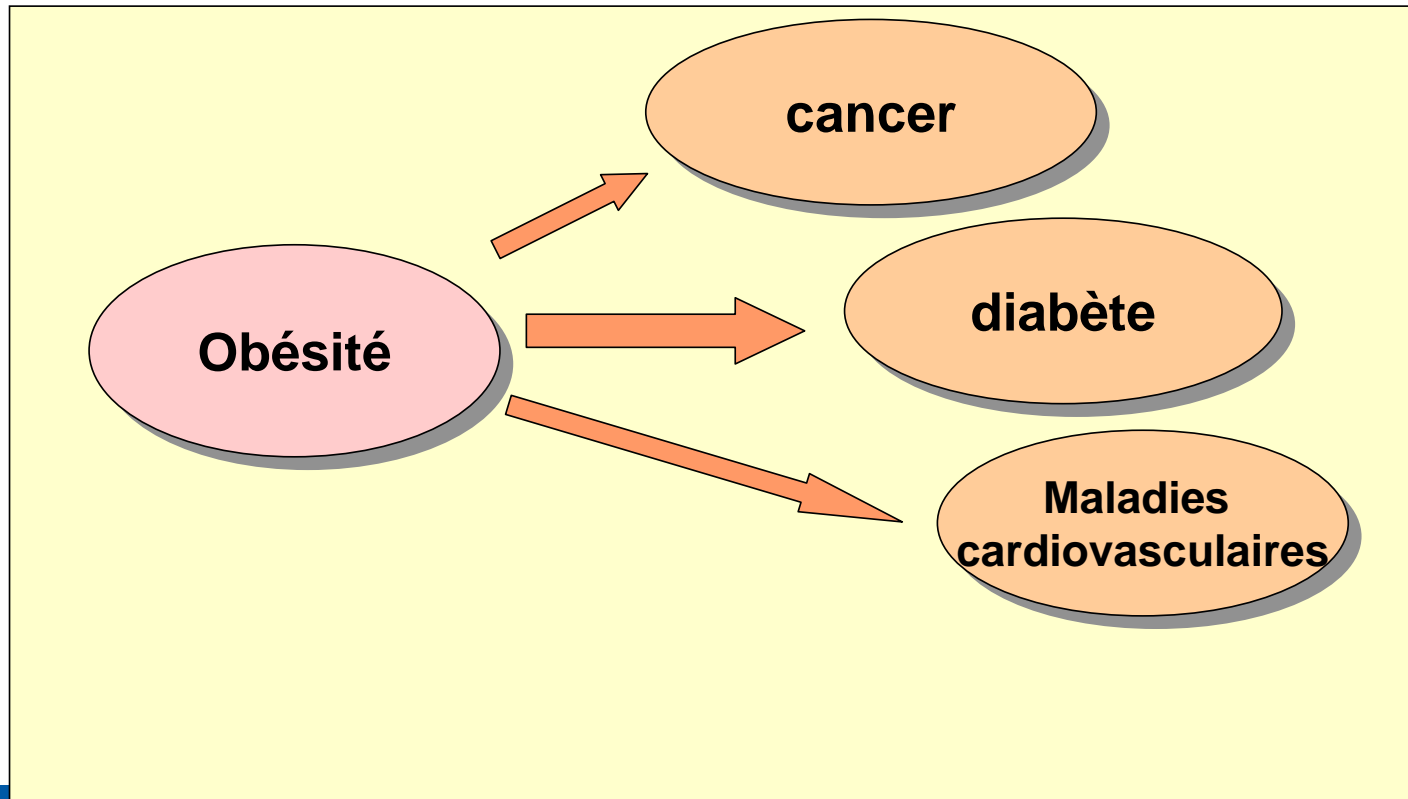 cancer
diabète
Obésité
Maladies
cardiovasculaires